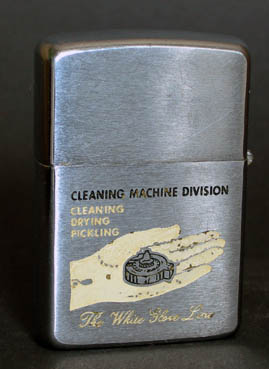 CLEANING MACHINE DIVISION
CLEANING
DRYING
PICKLING
The White Glove Line